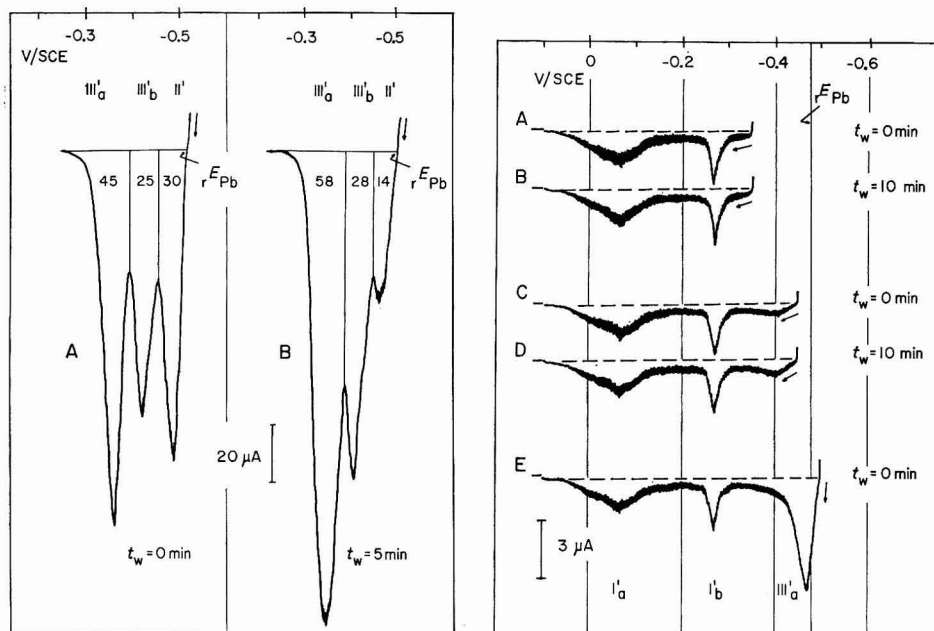 -0.3 -0.5 -0.3 -0.5
V/SCE
III'a III'b II' III'a III'b II'
45 25 30 rEPb 58 28 14 rEPb
A B
20 μA
tw = 0 min tw = 5 min
0 -0.2 -0.4 -0.6
V/SCE
rEPb
A tw = 0 min
B tw = 10 min
C tw = 0 min
D tw = 10 min
E tw = 0 min
3 μA
I'a I'b III'a